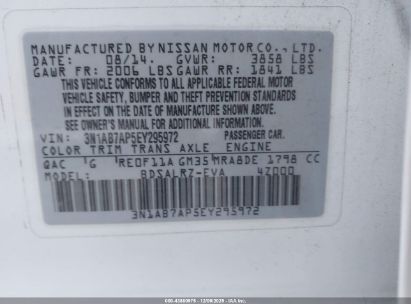 MANUFACTURED BY NISSAN MOTOR CO., LTD.
DATE: 08/14. GVWR: 3858 LBS
GAWR FR: 2006 LBS GAWR RR: 1841 LBS
THIS VEHICLE CONFORMS TO ALL APPLICABLE FEDERAL MOTOR
VEHICLE SAFETY, BUMPER AND THEFT PREVENTION STANDARDS
IN EFFECT ON THE DATE OF MANUFACTURE SHOWN ABOVE.
SEE OWNER'S MANUAL FOR ADDITIONAL INFORMATION
VIN: 3N1AB7AP5EY295972 PASSENGER CAR.
COLOR TRIM TRANS AXLE ENGINE
GAC G RE0F11A GM35 MRA8DE 1798 CC
MODEL: BDSALRZ-EVA 4Z000
3N1AB7AP5EY295972